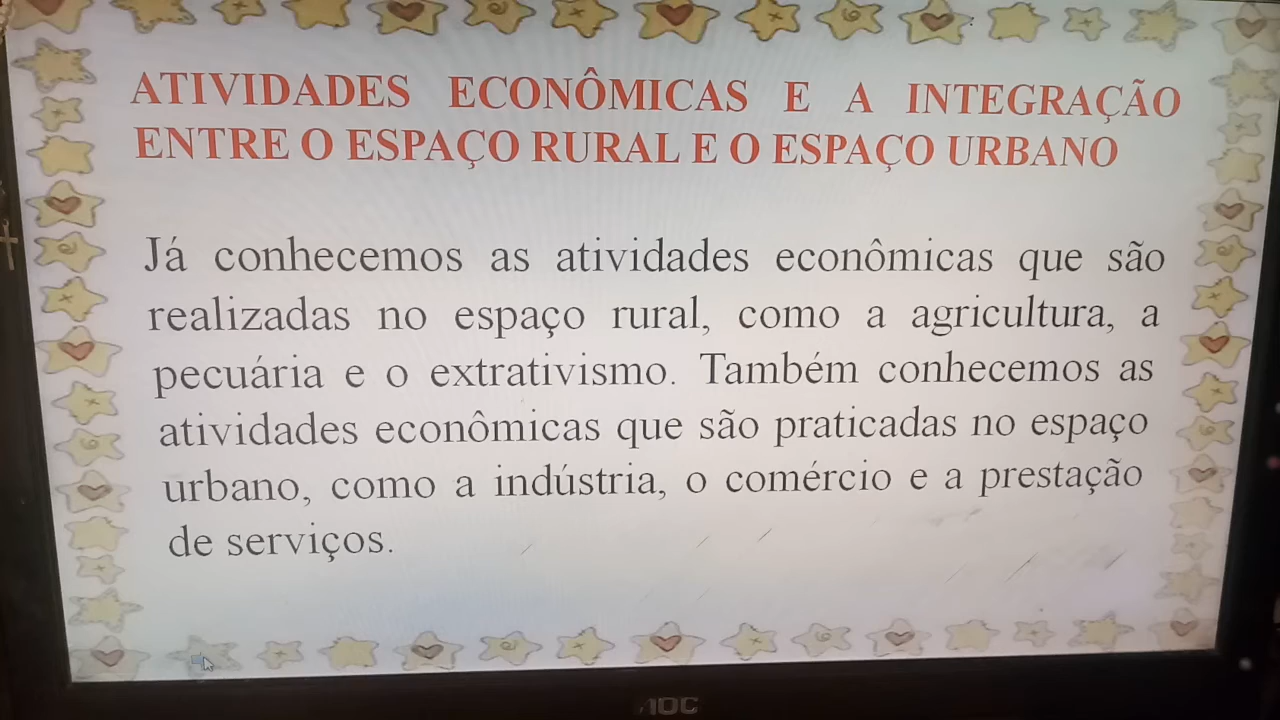 ATIVIDADES ECONÔMICAS E A INTEGRAÇÃO
ENTRE O ESPAÇO RURAL E O ESPAÇO URBANO
Já conhecemos as atividades econômicas que são
realizadas no espaço rural, como a agricultura, a
pecuária e o extrativismo. Também conhecemos as
atividades econômicas que são praticadas no espaço
urbano, como a indústria, o comércio e a prestação
de serviços.
AOC